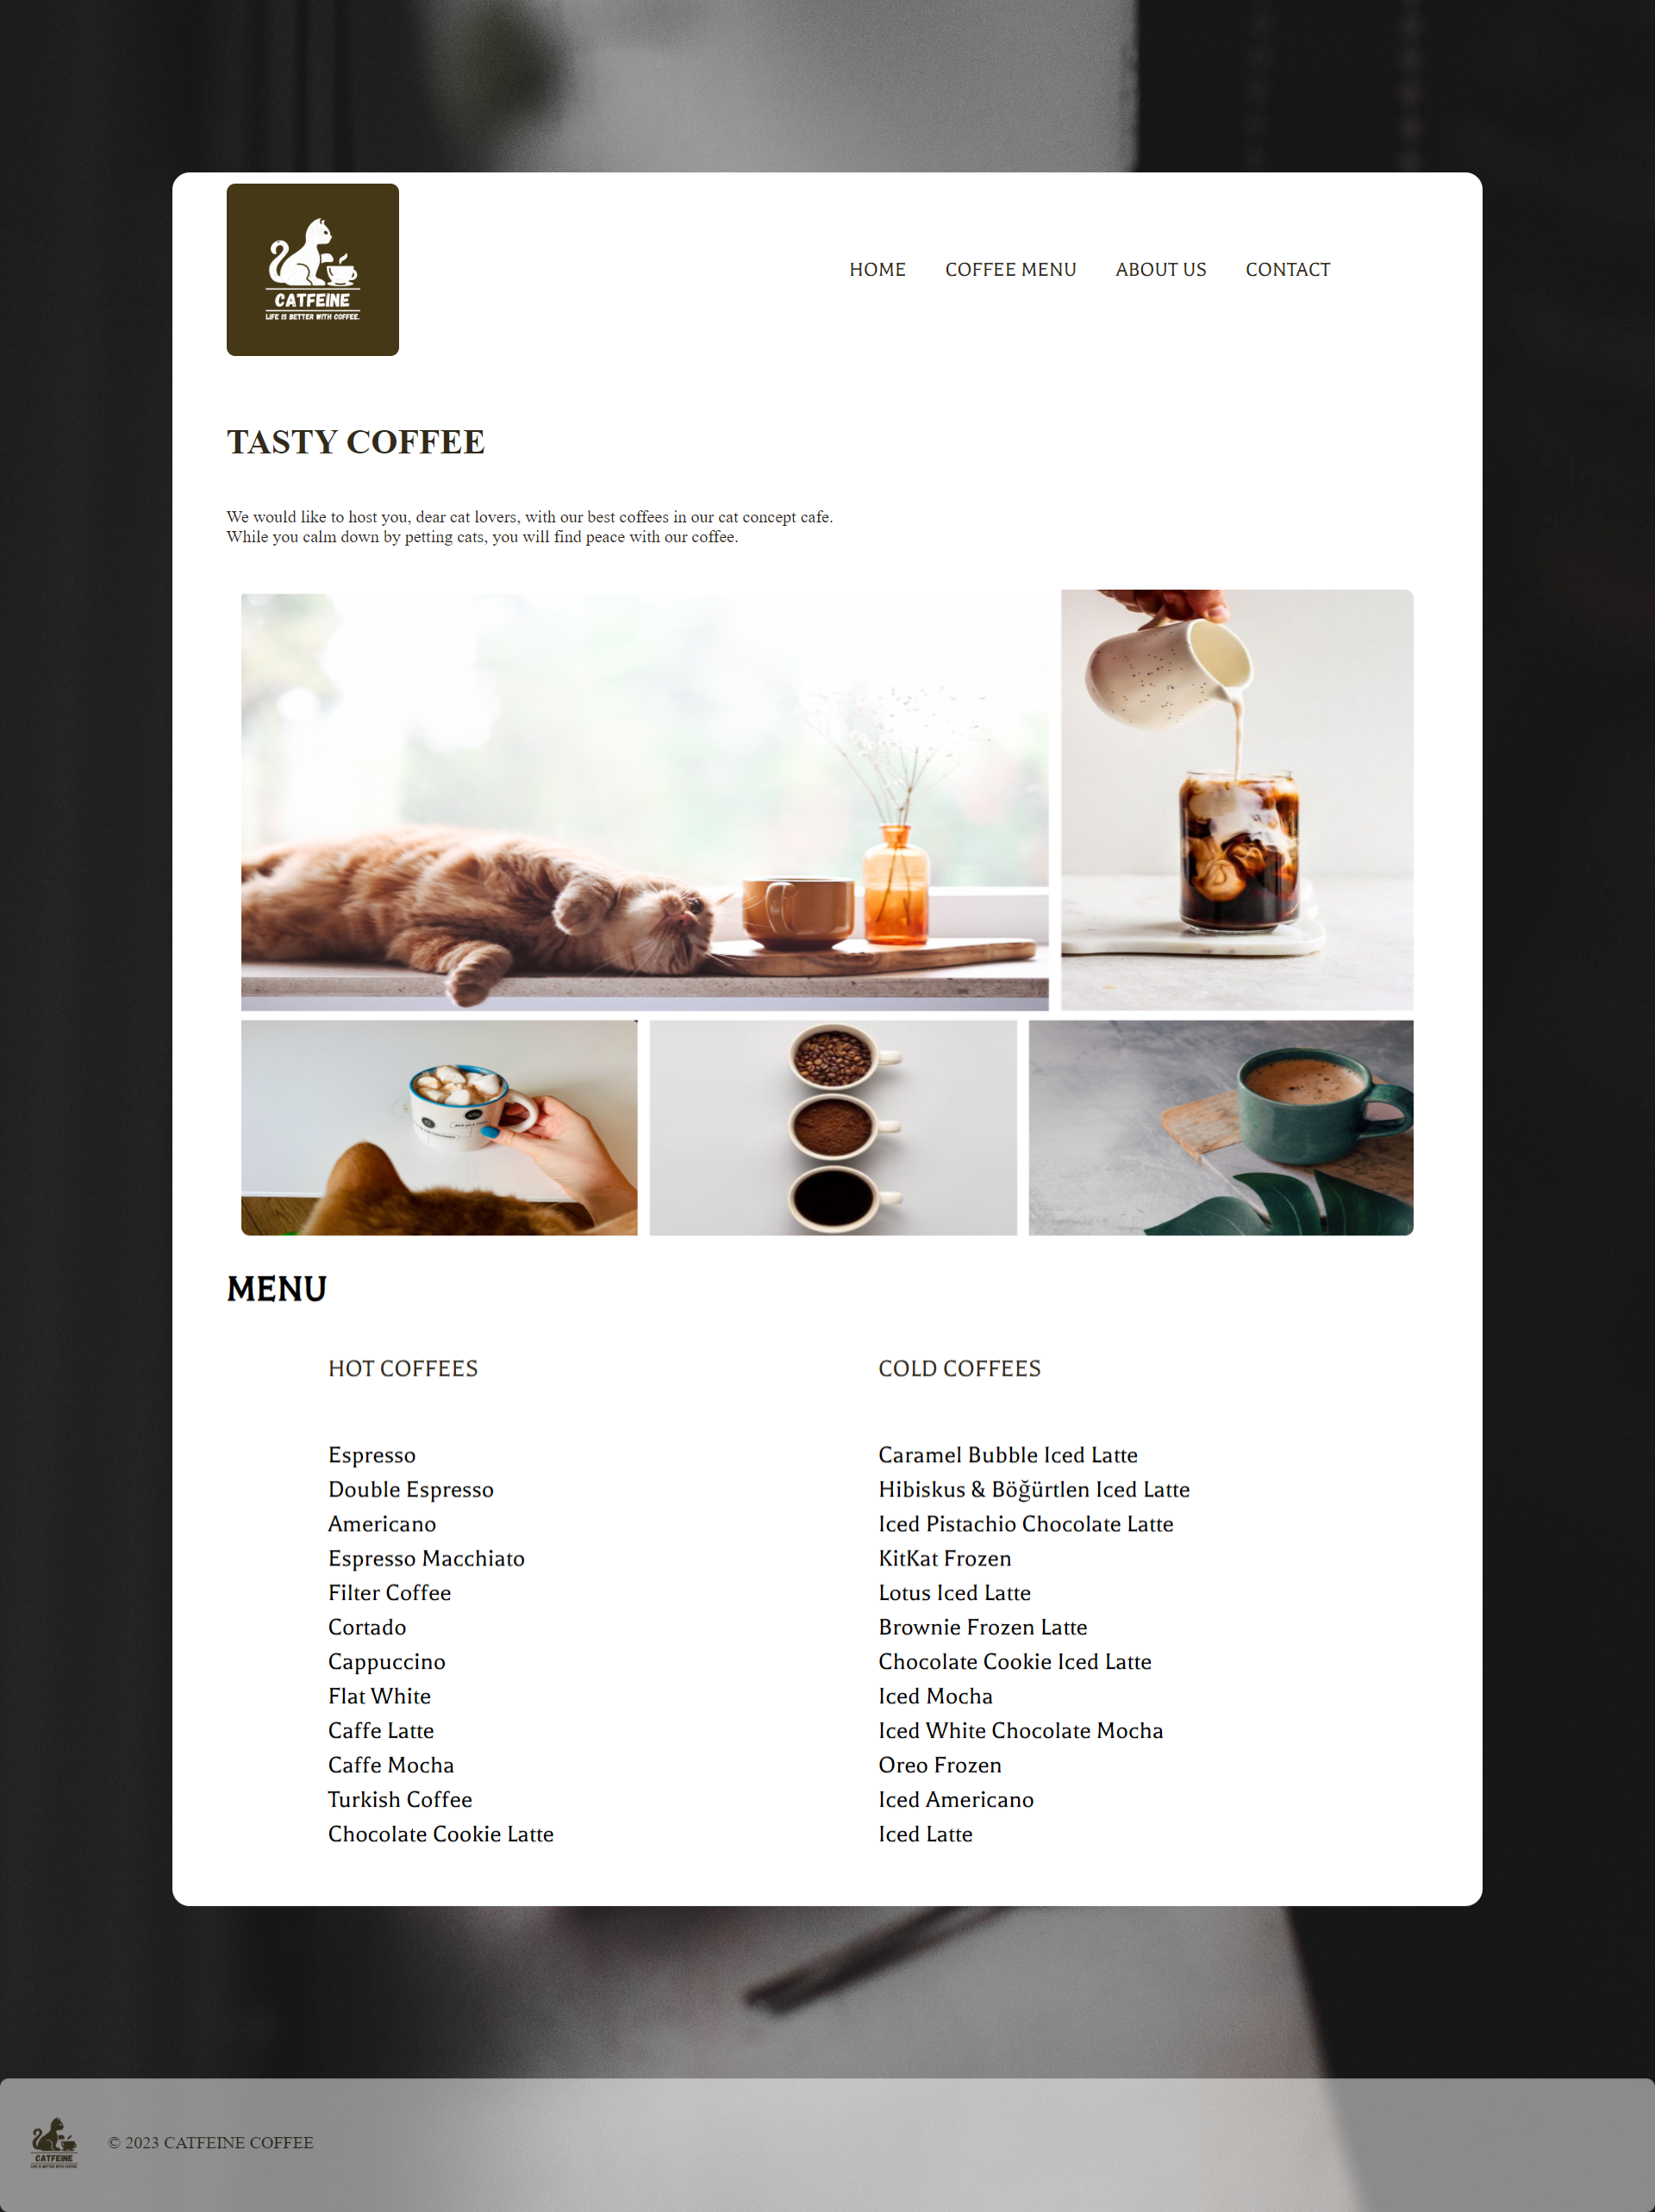 CATFEINE
LIFE IS BETTER WITH COFFEE.
HOME COFFEE MENU ABOUT US CONTACT
TASTY COFFEE
We would like to host you, dear cat lovers, with our best coffees in our cat concept cafe.
While you calm down by petting cats, you will find peace with our coffee.
MENU
HOT COFFEES
Espresso
Double Espresso
Americano
Espresso Macchiato
Filter Coffee
Cortado
Cappuccino
Flat White
Caffe Latte
Caffe Mocha
Turkish Coffee
Chocolate Cookie Latte
COLD COFFEES
Caramel Bubble Iced Latte
Hibiskus & Böğürtlen Iced Latte
Iced Pistachio Chocolate Latte
KitKat Frozen
Lotus Iced Latte
Brownie Frozen Latte
Chocolate Cookie Iced Latte
Iced Mocha
Iced White Chocolate Mocha
Oreo Frozen
Iced Americano
Iced Latte
CATFEINE
LIFE IS BETTER WITH COFFEE.
© 2023 CATFEINE COFFEE